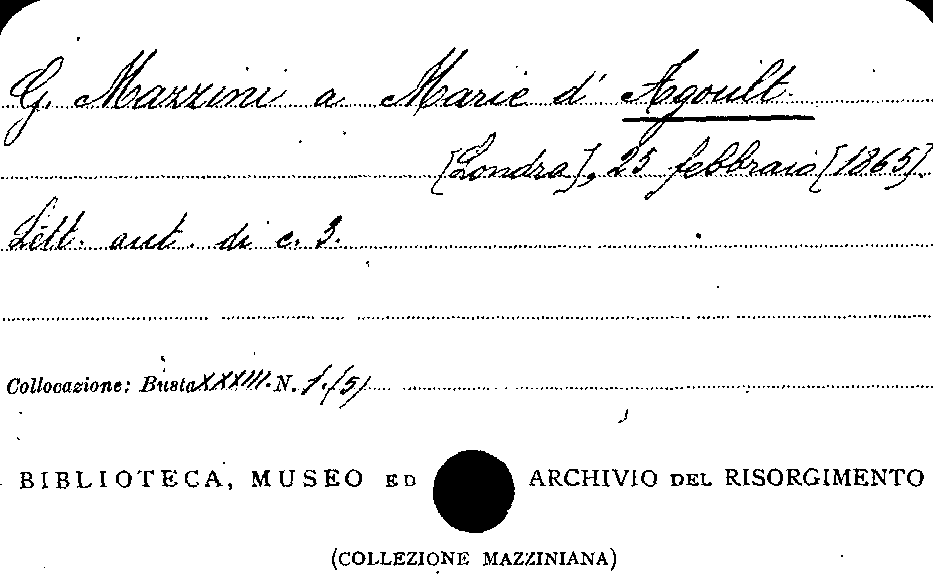 G. Mazzini a Marie d' Agoult.
[Londra], 25 febbraio [1865].
Lett. aut. di c. 3.
Collocazione: Busta XXXIII. N. 1.(5)
BIBLIOTECA, MUSEO ED ARCHIVIO DEL RISORGIMENTO
(COLLEZIONE MAZZINIANA)